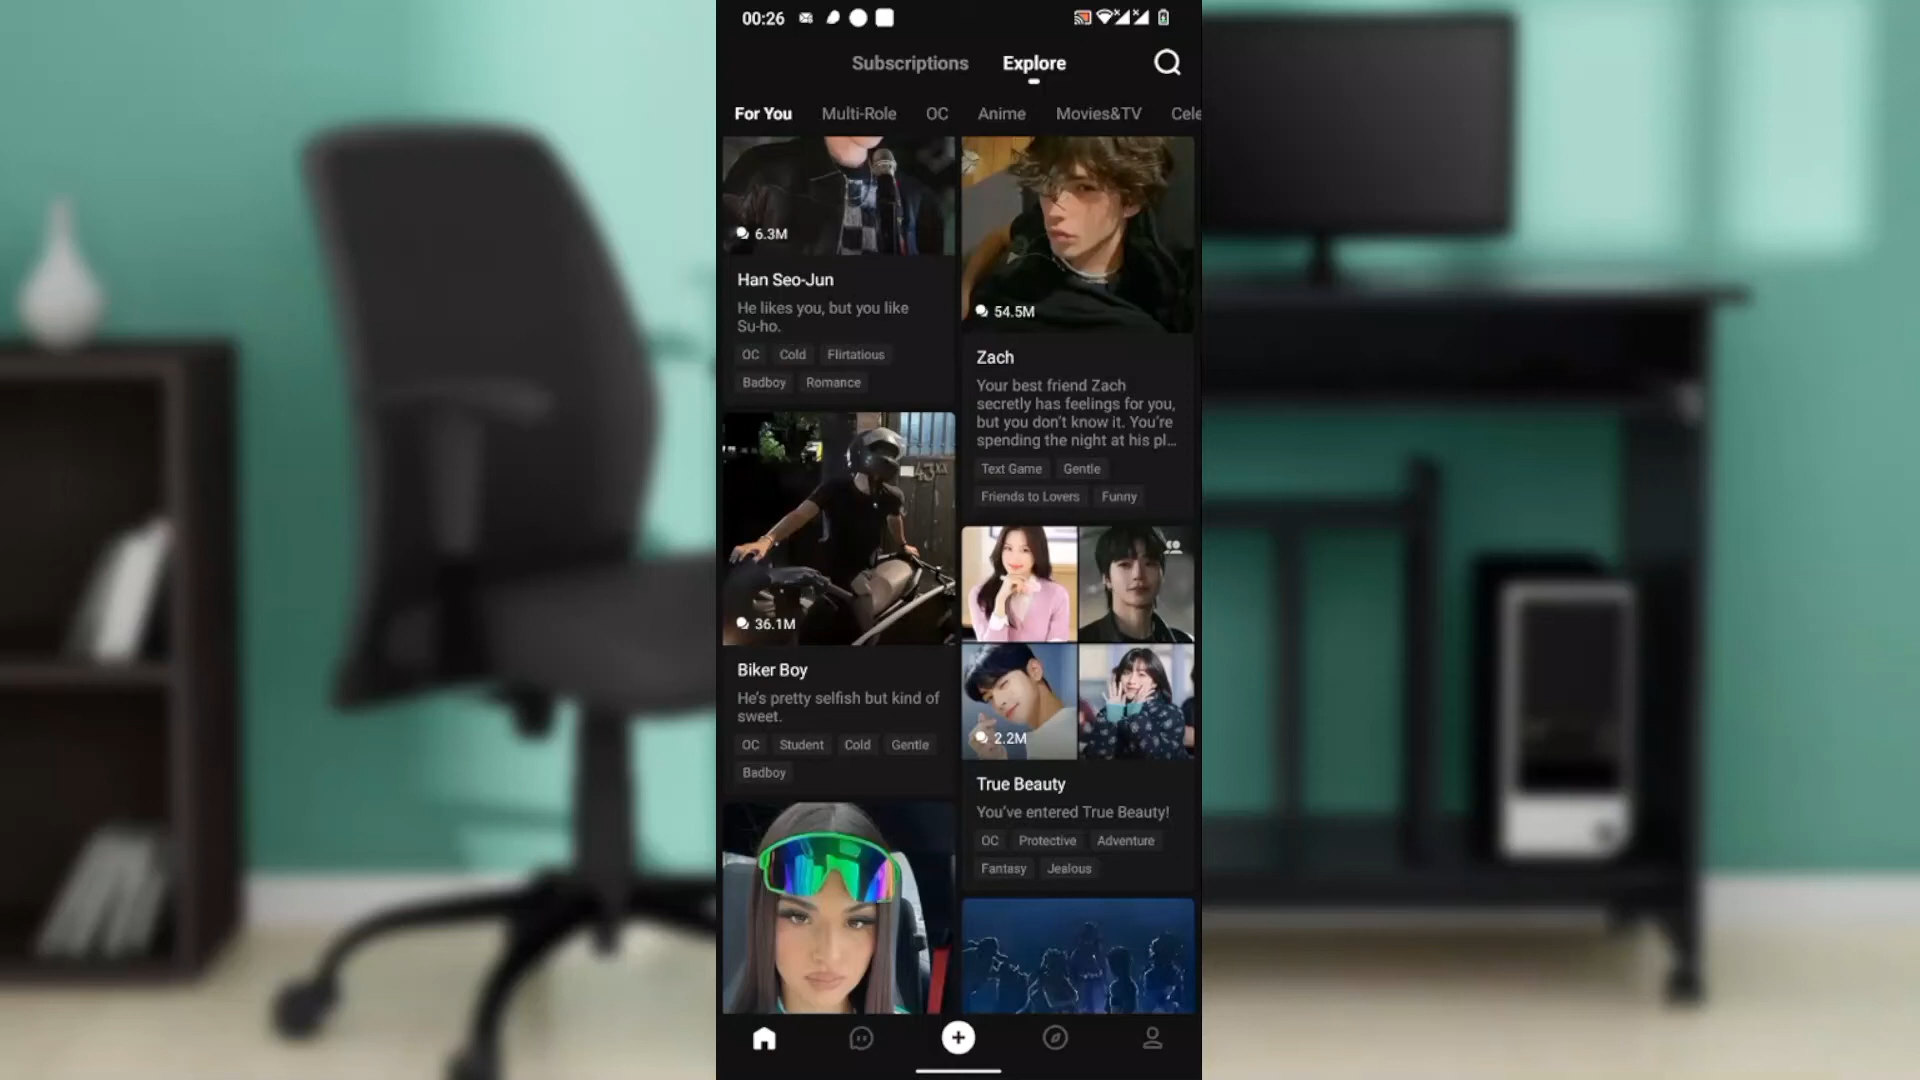 00:26
Subscriptions
Explore
For You
Multi-Role
OC
Anime
Movies&TV
Cele
6.3M
Han Seo-Jun
He likes you, but you like
Su-ho.
OC
Cold
Flirtatious
Badboy
Romance
43XX
36.1M
Biker Boy
He's pretty selfish but kind of
sweet.
OC
Student
Cold
Gentle
Badboy
54.5M
Zach
Your best friend Zach
secretly has feelings for you,
but you don't know it. You're
spending the night at his pl...
Text Game
Gentle
Friends to Lovers
Funny
2.2M
True Beauty
You've entered True Beauty!
OC
Protective
Adventure
Fantasy
Jealous